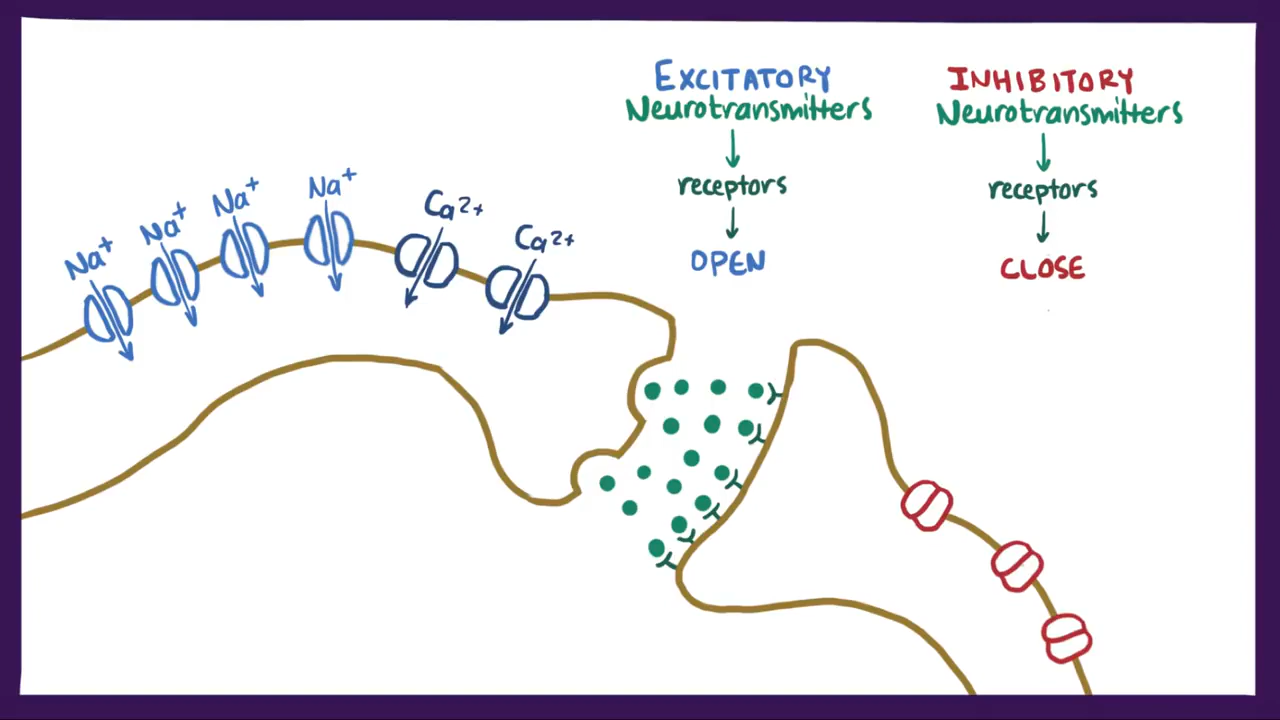 EXCITATORY
Neurotransmitters
receptors
OPEN
INHIBITORY
Neurotransmitters
receptors
CLOSE
Na+
Na+
Na+
Na+
Ca2+
Ca2+